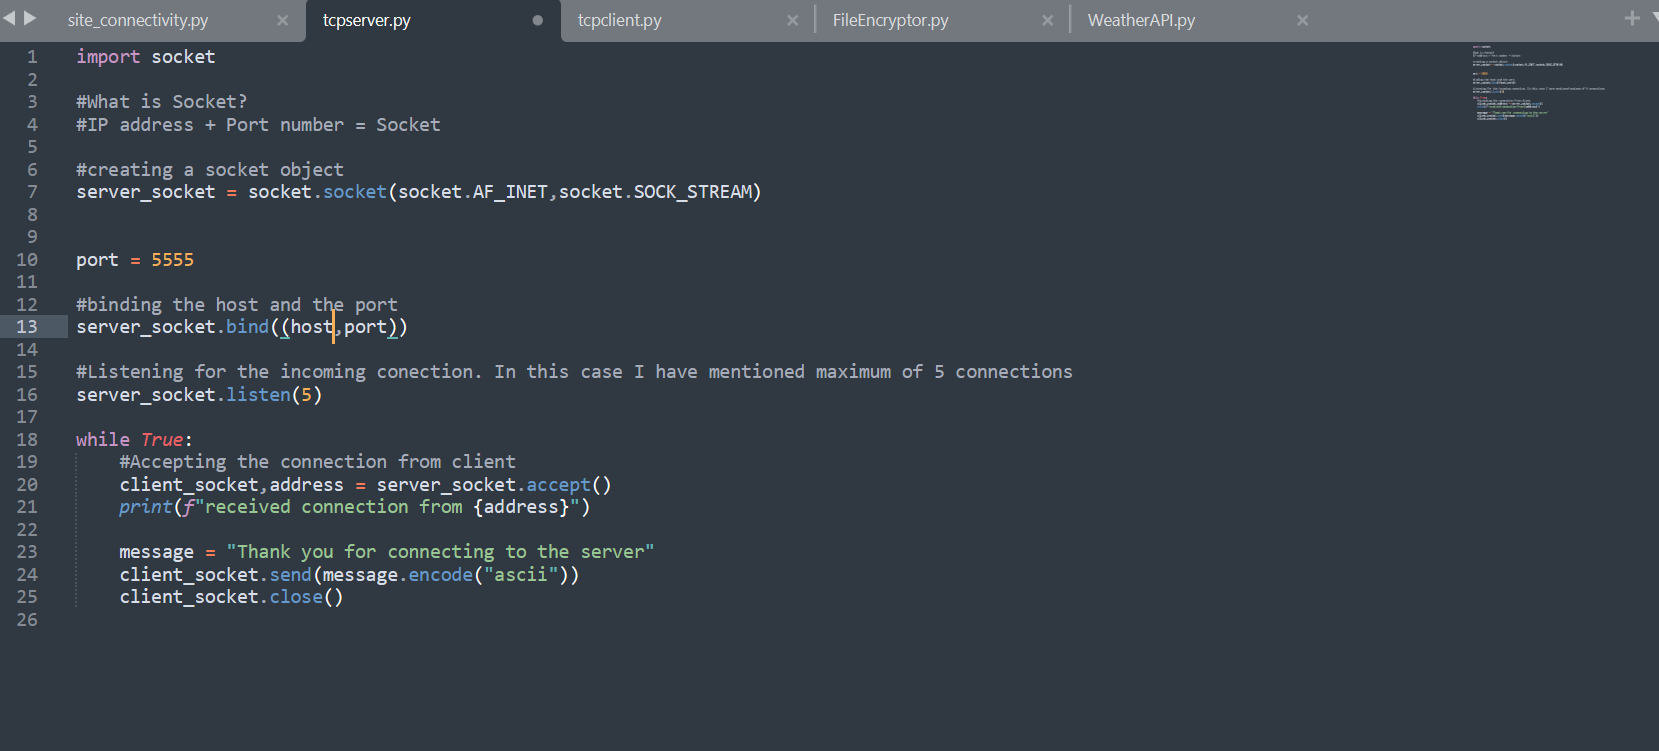 site_connectivity.py × tcpserver.py tcpclient.py × FileEncryptor.py × WeatherAPI.py × +
1 import socket
2
3 #What is Socket?
4 #IP address + Port number = Socket
5
6 #creating a socket object
7 server_socket = socket.socket(socket.AF_INET,socket.SOCK_STREAM)
8
9
10 port = 5555
11
12 #binding the host and the port
13 server_socket.bind((host,port))
14
15 #Listening for the incoming conection. In this case I have mentioned maximum of 5 connections
16 server_socket.listen(5)
17
18 while True:
19 #Accepting the connection from client
20 client_socket,address = server_socket.accept()
21 print(f"received connection from {address}")
22
23 message = "Thank you for connecting to the server"
24 client_socket.send(message.encode("ascii"))
25 client_socket.close()
26